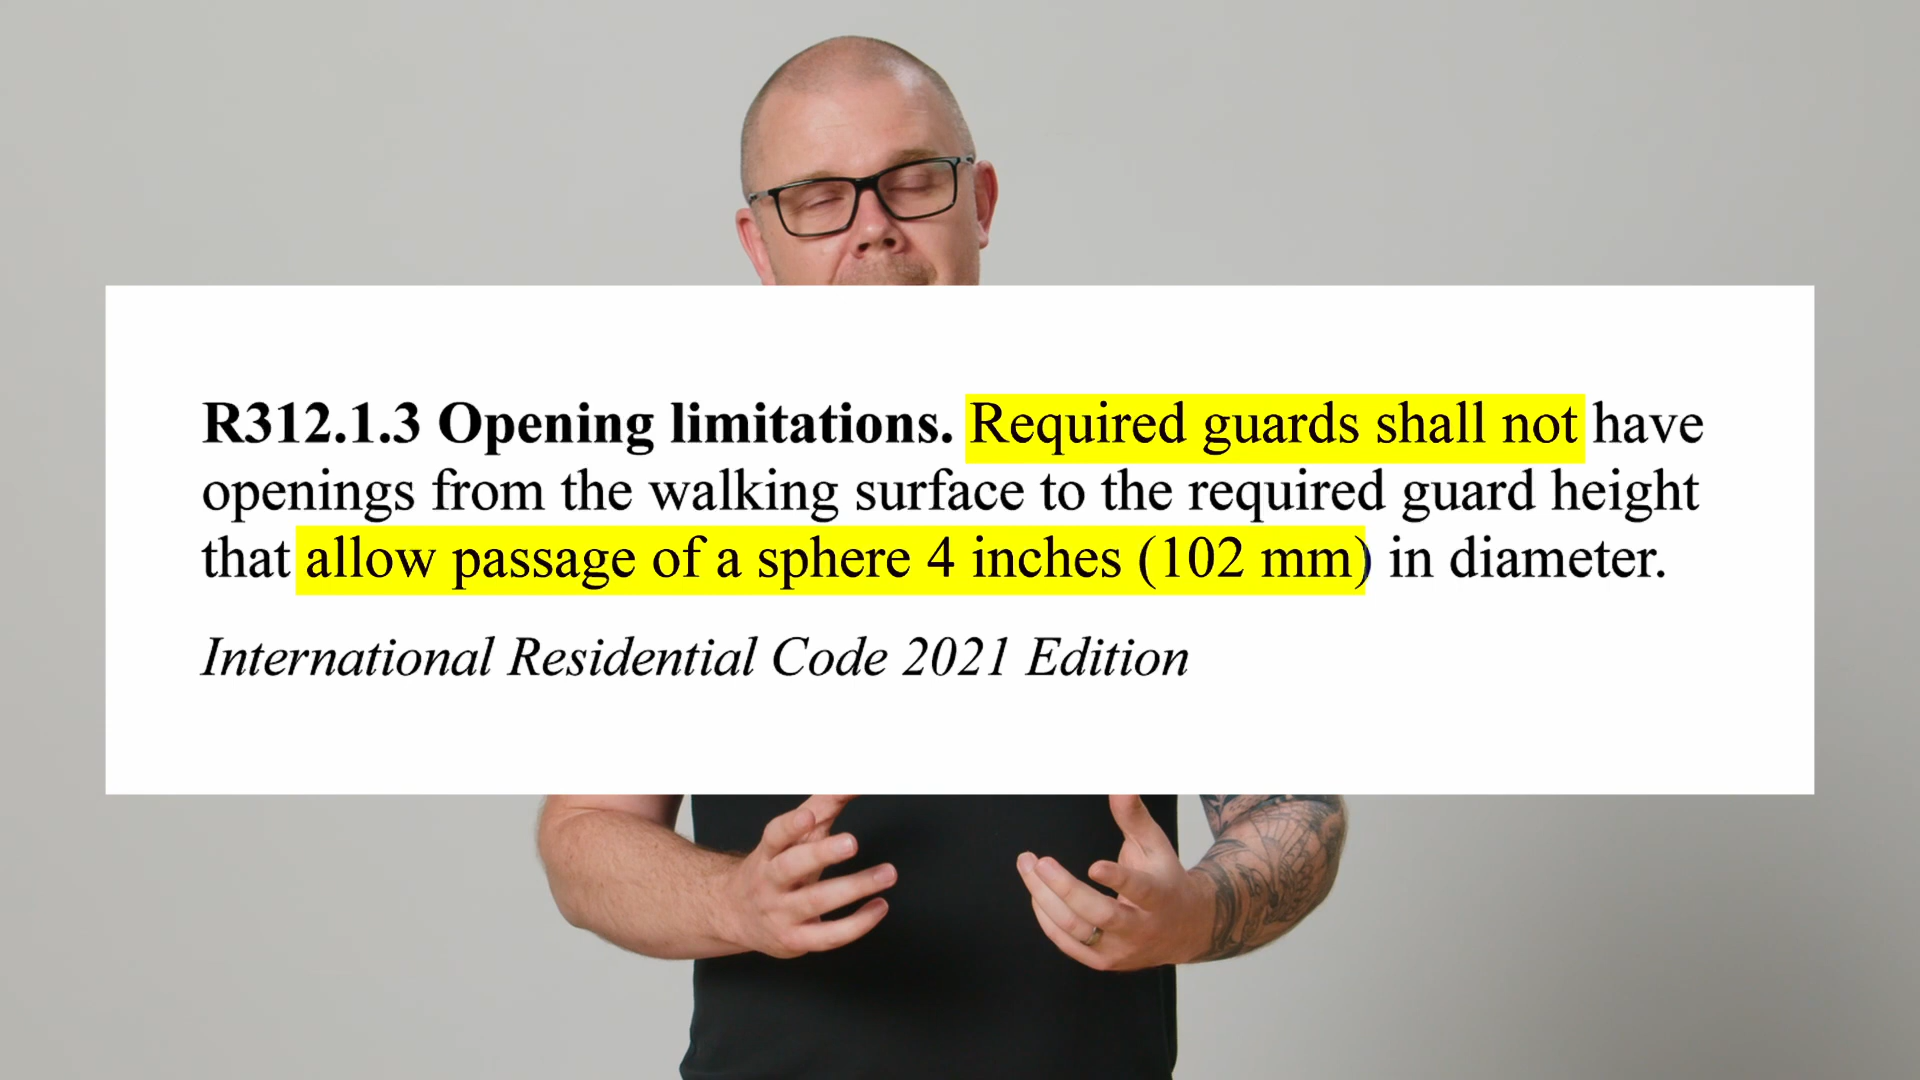 R312.1.3 Opening limitations. Required guards shall not have
openings from the walking surface to the required guard height
that allow passage of a sphere 4 inches (102 mm) in diameter.
International Residential Code 2021 Edition